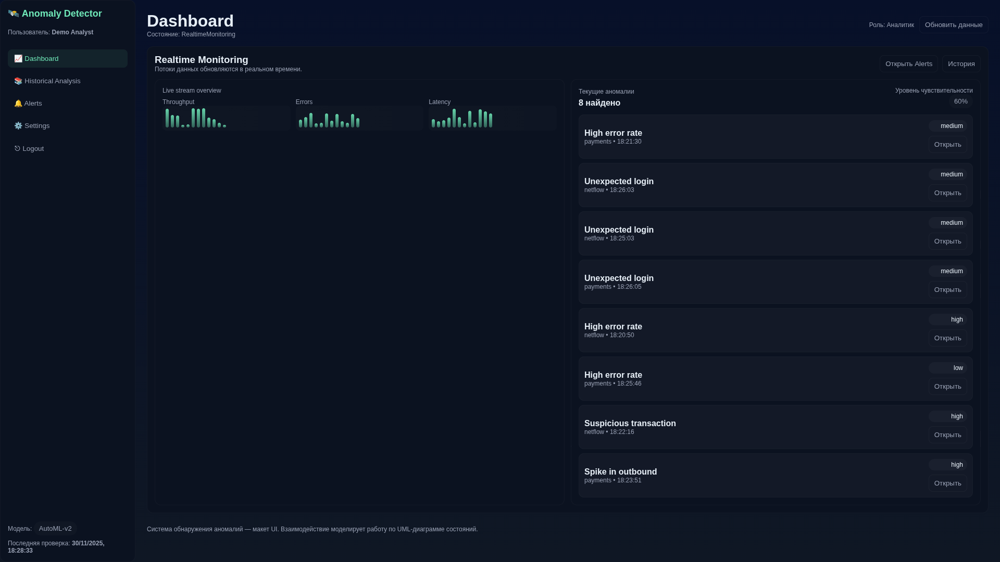 🛰️ Anomaly Detector
Пользователь: Demo Analyst
📈 Dashboard
📚 Historical Analysis
🔔 Alerts
⚙️ Settings
⎋ Logout
Модель: AutoML-v2
Последняя проверка: 30/11/2025,
18:28:33
Dashboard
Состояние: RealtimeMonitoring
Роль: Аналитик
Обновить данные
Realtime Monitoring
Потоки данных обновляются в реальном времени.
Открыть Alerts
История
Live stream overview
Throughput
Errors
Latency
Текущие аномалии
8 найдено
Уровень чувствительности
60%
High error rate
payments • 18:21:30
medium
Открыть
Unexpected login
netflow • 18:26:03
medium
Открыть
Unexpected login
netflow • 18:25:03
medium
Открыть
Unexpected login
payments • 18:26:05
medium
Открыть
High error rate
netflow • 18:20:50
high
Открыть
High error rate
payments • 18:25:46
low
Открыть
Suspicious transaction
netflow • 18:22:16
high
Открыть
Spike in outbound
payments • 18:23:51
high
Открыть
Система обнаружения аномалий — макет UI. Взаимодействие моделирует работу по UML-диаграмме состояний.